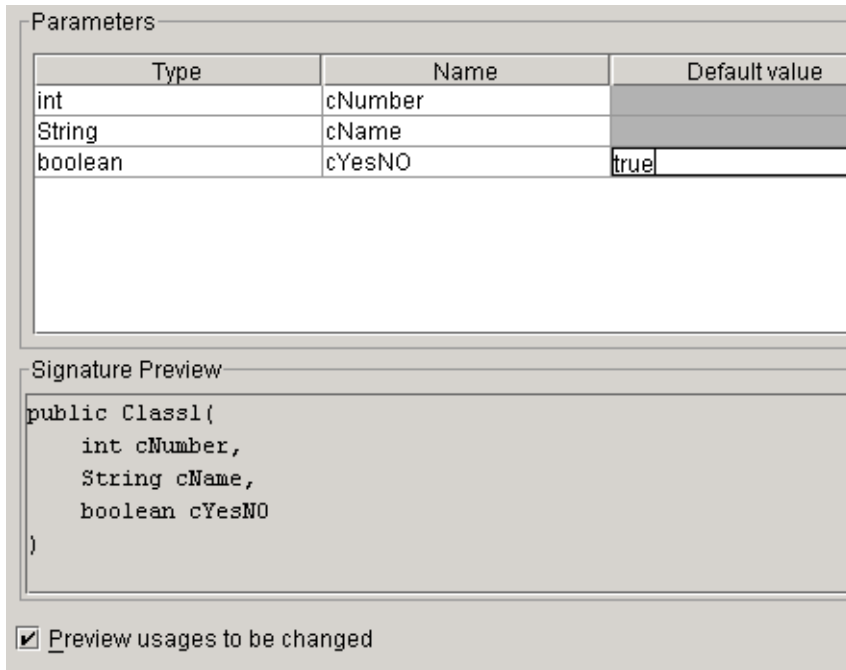 Parameters
Type Name Default value
int cNumber
String cName
boolean cYesNO true
Signature Preview
public Class1(
int cNumber,
String cName,
boolean cYesNO
)
Preview usages to be changed